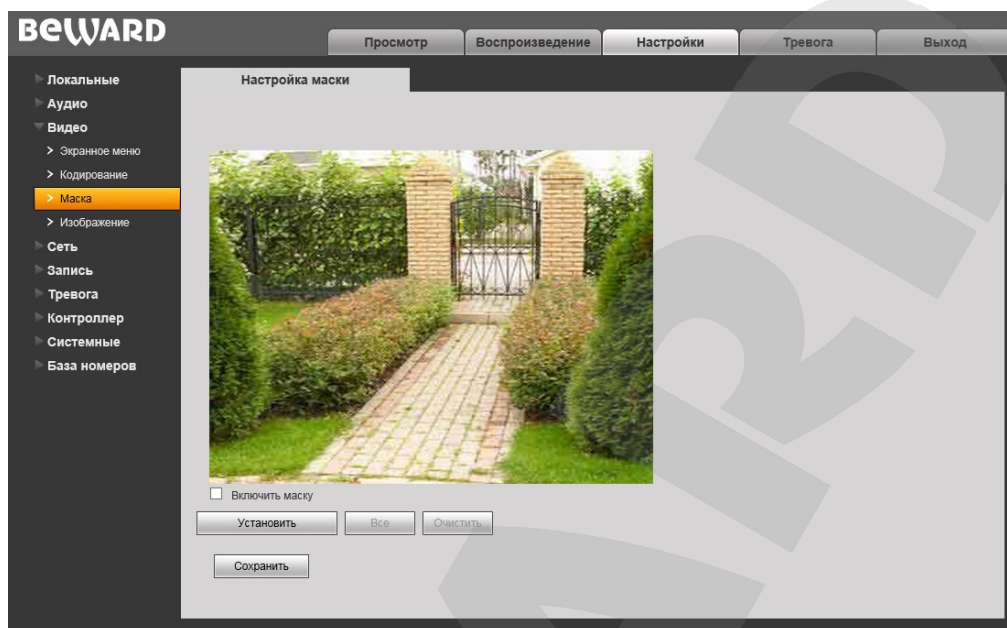 BEWARD
Просмотр
Воспроизведение
Настройки
Тревога
Выход
Локальные
Аудио
Видео
> Экранное меню
> Кодирование
> Маска
> Изображение
Сеть
Запись
Тревога
Контроллер
Системные
База номеров
Настройка маски
Включить маску
Установить
Все
Очистить
Сохранить
ARD